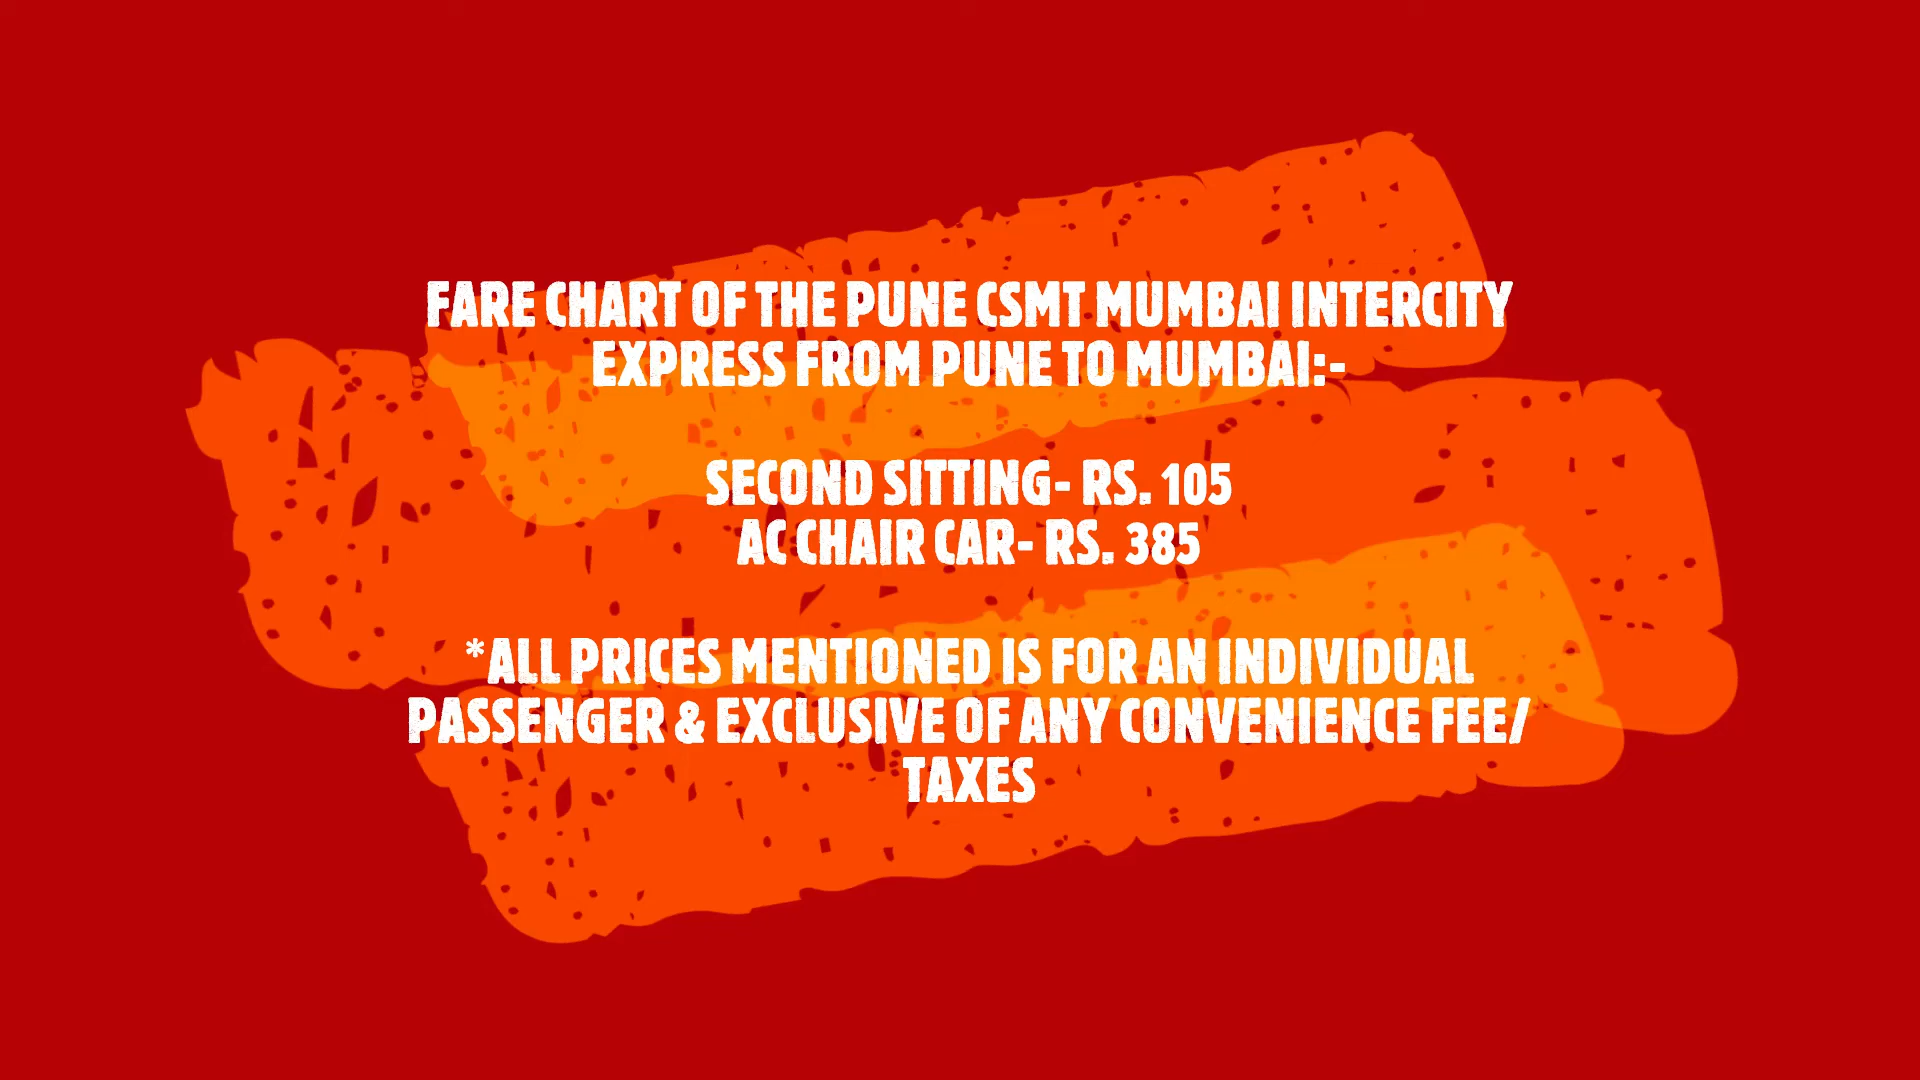 FARE CHART OF THE PUNE CSMT MUMBAI INTERCITY
EXPRESS FROM PUNE TO MUMBAI:-
SECOND SITTING- RS. 105
AC CHAIR CAR- RS. 385
*ALL PRICES MENTIONED IS FOR AN INDIVIDUAL
PASSENGER & EXCLUSIVE OF ANY CONVENIENCE FEE/
TAXES